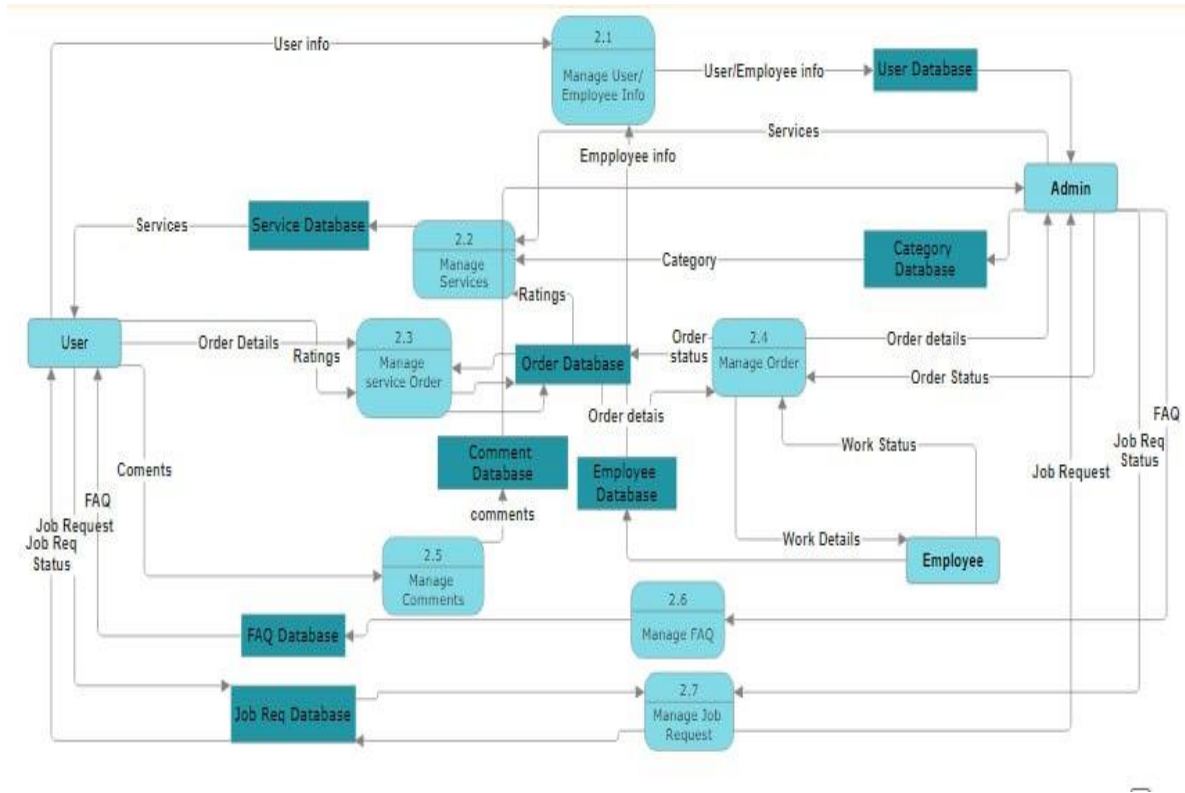 2.1
User info
Manage User/
Employee Info
User/Employee info
User Database
Services
Empployee info
Admin
Services
Service Database
2.2
Manage
Services
Category
Category
Database
Ratings
User
Order Details
Ratings
2.3
Manage
service Order
Order Database
Order
status
2.4
Manage Order
Order details
Order Status
Order detais
FAQ
Job Req
Status
Job Request
Work Status
Comment
Database
Employee
Database
Coments
FAQ
Job Request
Job Req
Status
comments
Work Details
Employee
2.5
Manage
Comments
2.6
Manage FAQ
FAQ Database
2.7
Manage Job
Request
Job Req Database